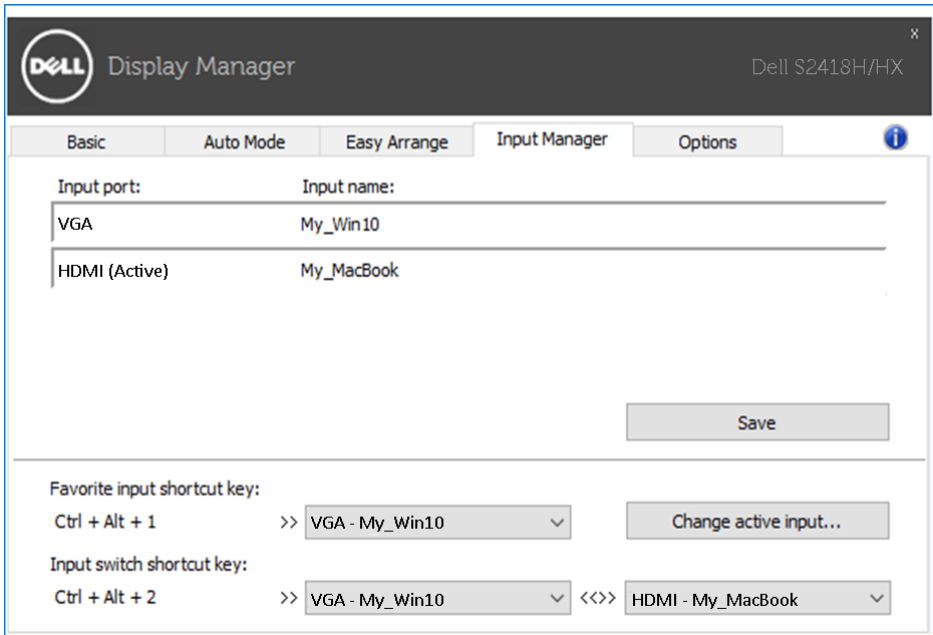 x
DELL Display Manager Dell S2418H/HX
Basic Auto Mode Easy Arrange Input Manager Options i
Input port: Input name:
VGA My_Win10
HDMI (Active) My_MacBook
Save
Favorite input shortcut key:
Ctrl + Alt + 1 >> VGA - My_Win10 Change active input...
Input switch shortcut key:
Ctrl + Alt + 2 >> VGA - My_Win10 <<>> HDMI - My_MacBook